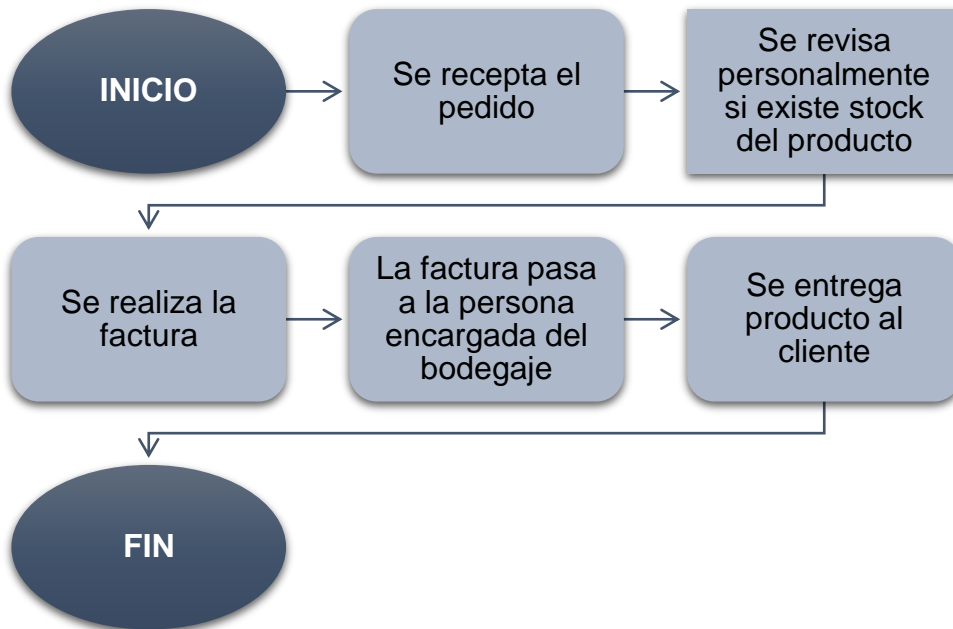 INICIO
Se recepta el
pedido
Se revisa
personalmente
si existe stock
del producto
Se realiza la
factura
La factura pasa
a la persona
encargada del
bodegaje
Se entrega
producto al
cliente
FIN